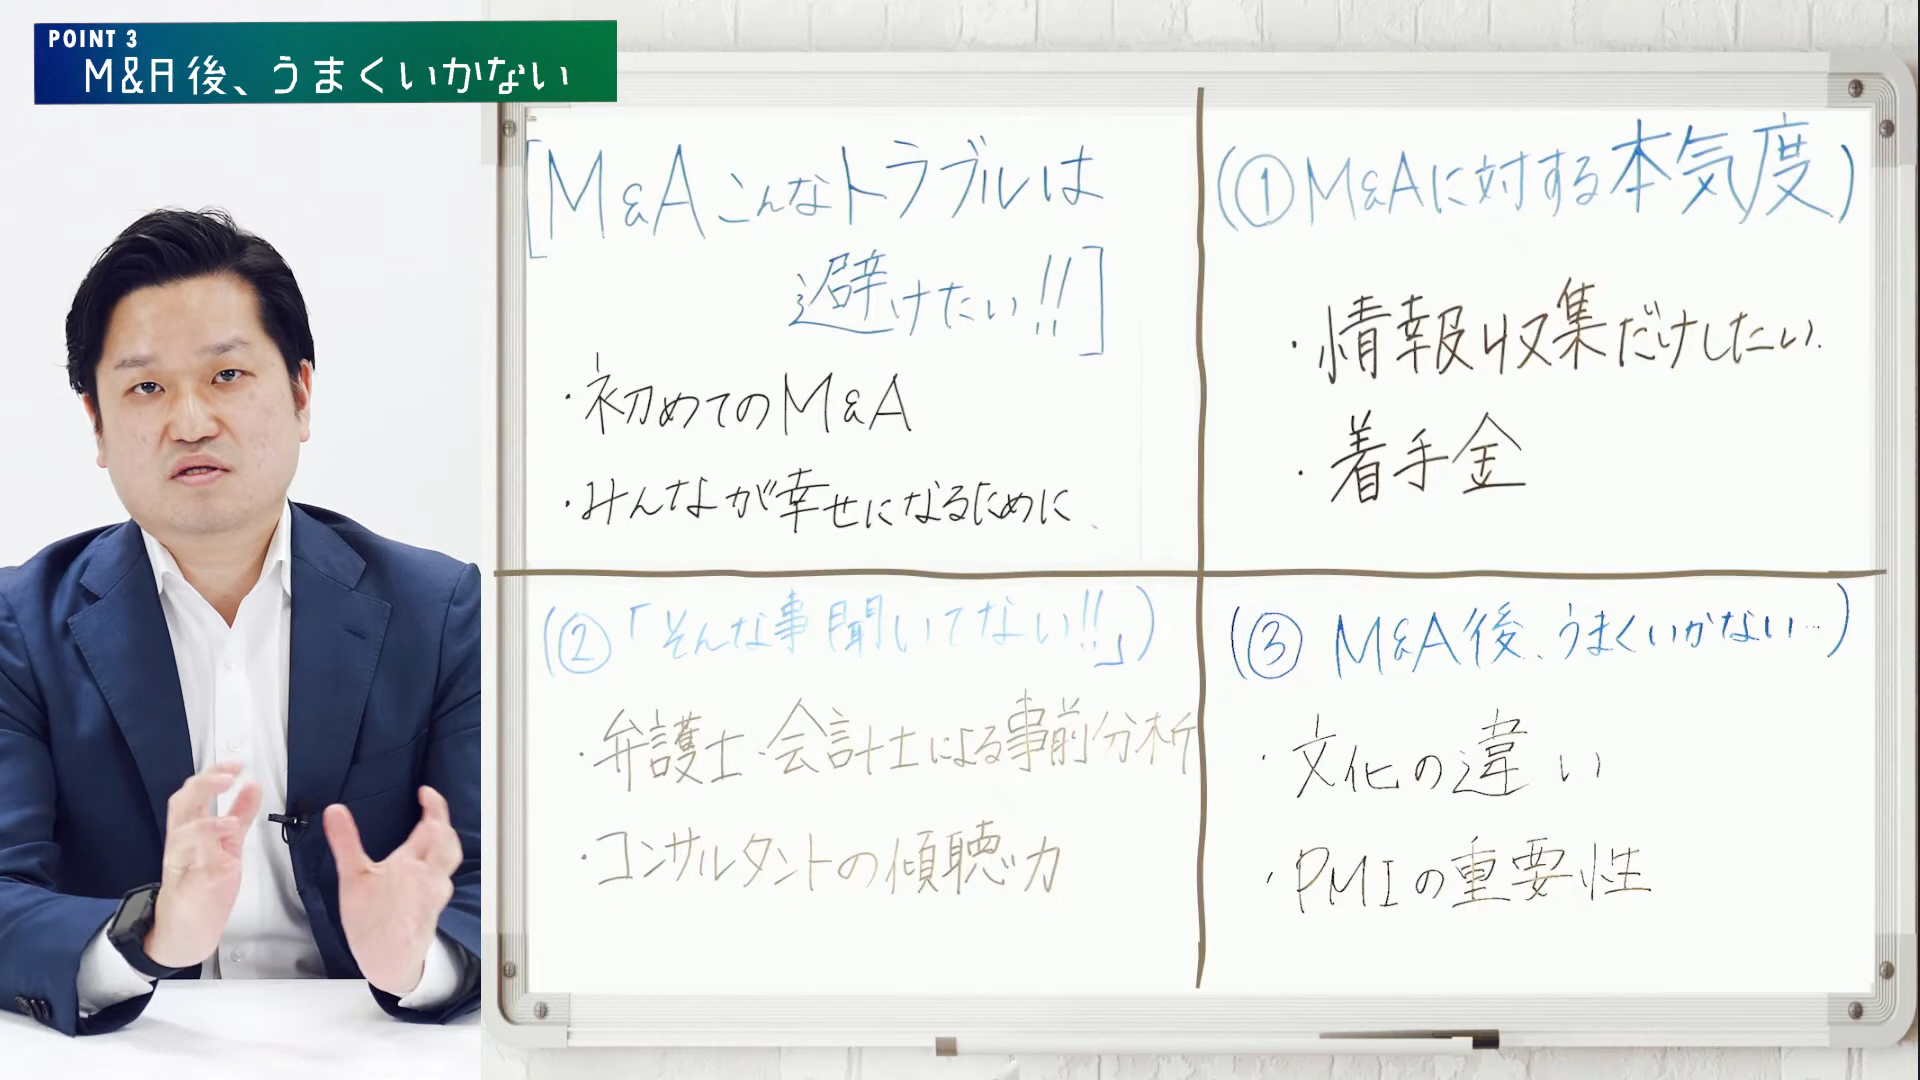 POINT 3
M&A後、うまくいかない
[M&Aこんなトラブルは
避けたい!!]
・初めてのM&A
・みんなが幸せになるために
(①M&Aに対する本気度)
・情報収集だけしたい
・着手金
(②「そんな事聞いてない!!」)
・弁護士・会計士による事前分析
・コンサルタントの傾聴力
(③ M&A後、うまくいかない…)
・文化の違い
・PMIの重要性